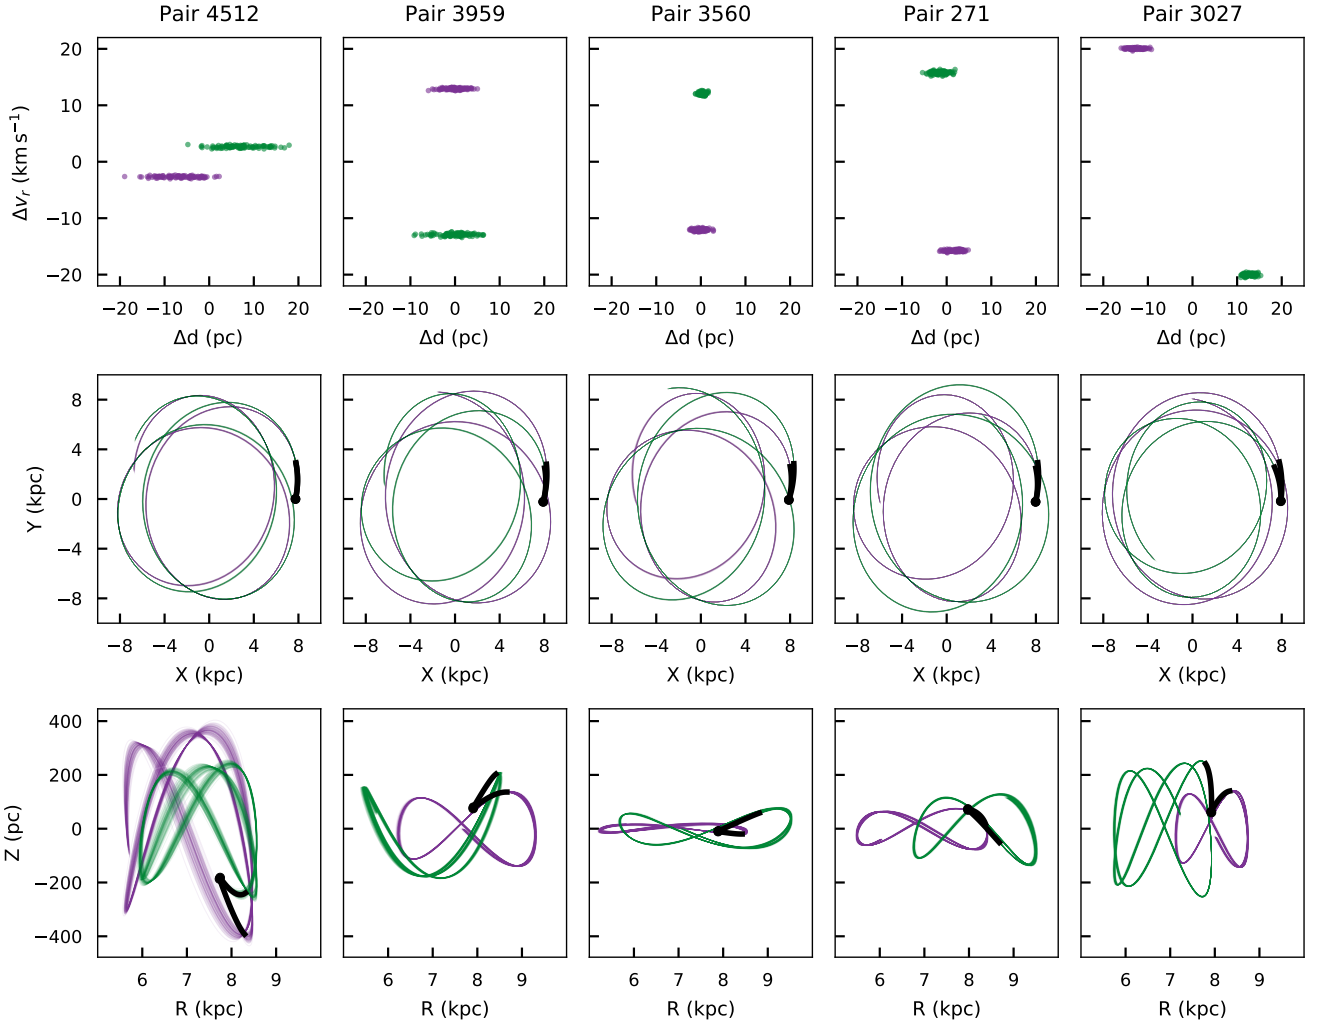 Pair 4512 Pair 3959 Pair 3560 Pair 271 Pair 3027
20
10
0
−10
−20
Δv_r (km s⁻¹)
−20 −10 0 10 20 −20 −10 0 10 20 −20 −10 0 10 20 −20 −10 0 10 20 −20 −10 0 10 20
Δd (pc) Δd (pc) Δd (pc) Δd (pc) Δd (pc)
8
4
0
−4
−8
Y (kpc)
−8 −4 0 4 8 −8 −4 0 4 8 −8 −4 0 4 8 −8 −4 0 4 8 −8 −4 0 4 8
X (kpc) X (kpc) X (kpc) X (kpc) X (kpc)
400
200
0
−200
−400
Z (pc)
6 7 8 9 6 7 8 9 6 7 8 9 6 7 8 9 6 7 8 9
R (kpc) R (kpc) R (kpc) R (kpc) R (kpc)